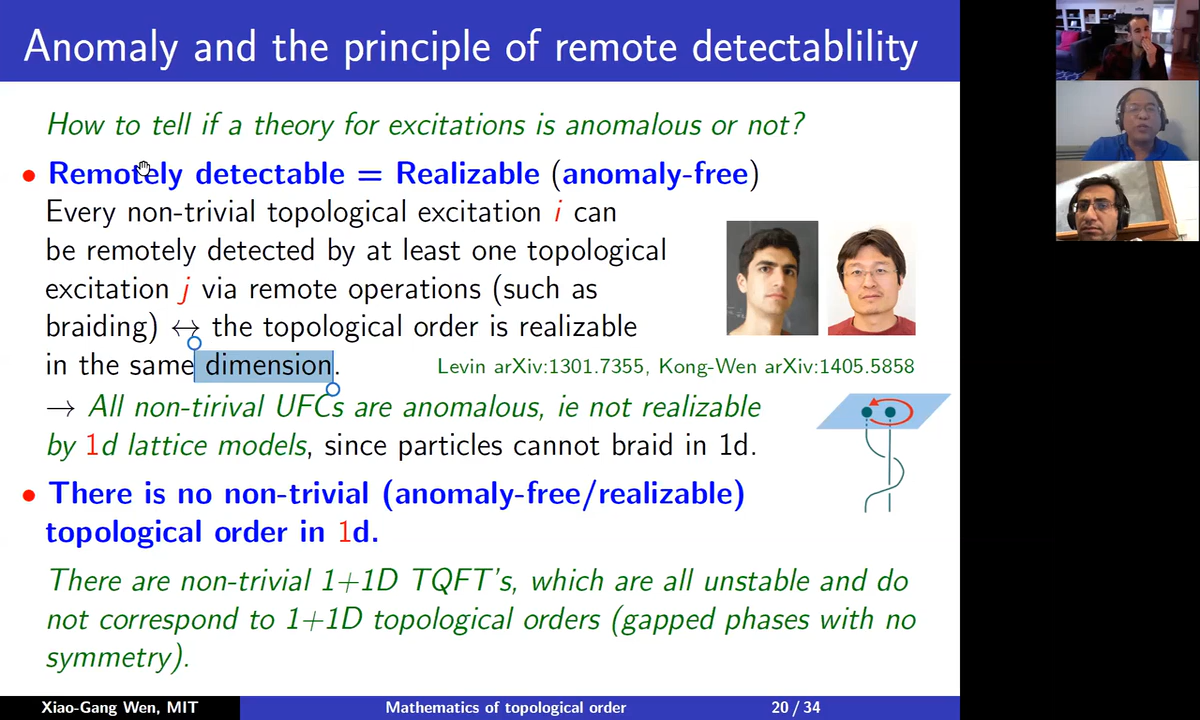 Anomaly and the principle of remote detectablility
How to tell if a theory for excitations is anomalous or not?
• Remotely detectable = Realizable (anomaly-free)
Every non-trivial topological excitation i can
be remotely detected by at least one topological
excitation j via remote operations (such as
braiding) ↔ the topological order is realizable
in the same dimension.
Levin arXiv:1301.7355, Kong-Wen arXiv:1405.5858
→ All non-tirival UFCs are anomalous, ie not realizable
by 1d lattice models, since particles cannot braid in 1d.
• There is no non-trivial (anomaly-free/realizable)
topological order in 1d.
There are non-trivial 1+1D TQFT's, which are all unstable and do
not correspond to 1+1D topological orders (gapped phases with no
symmetry).
Xiao-Gang Wen, MIT
Mathematics of topological order
20 / 34